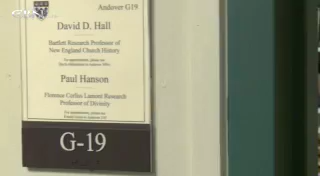 Andover G19
David D. Hall
Bartlett Research Professor of
New England Church History
Paul Hanson
Florence Corliss Lamont Research
Professor of Divinity
G-19